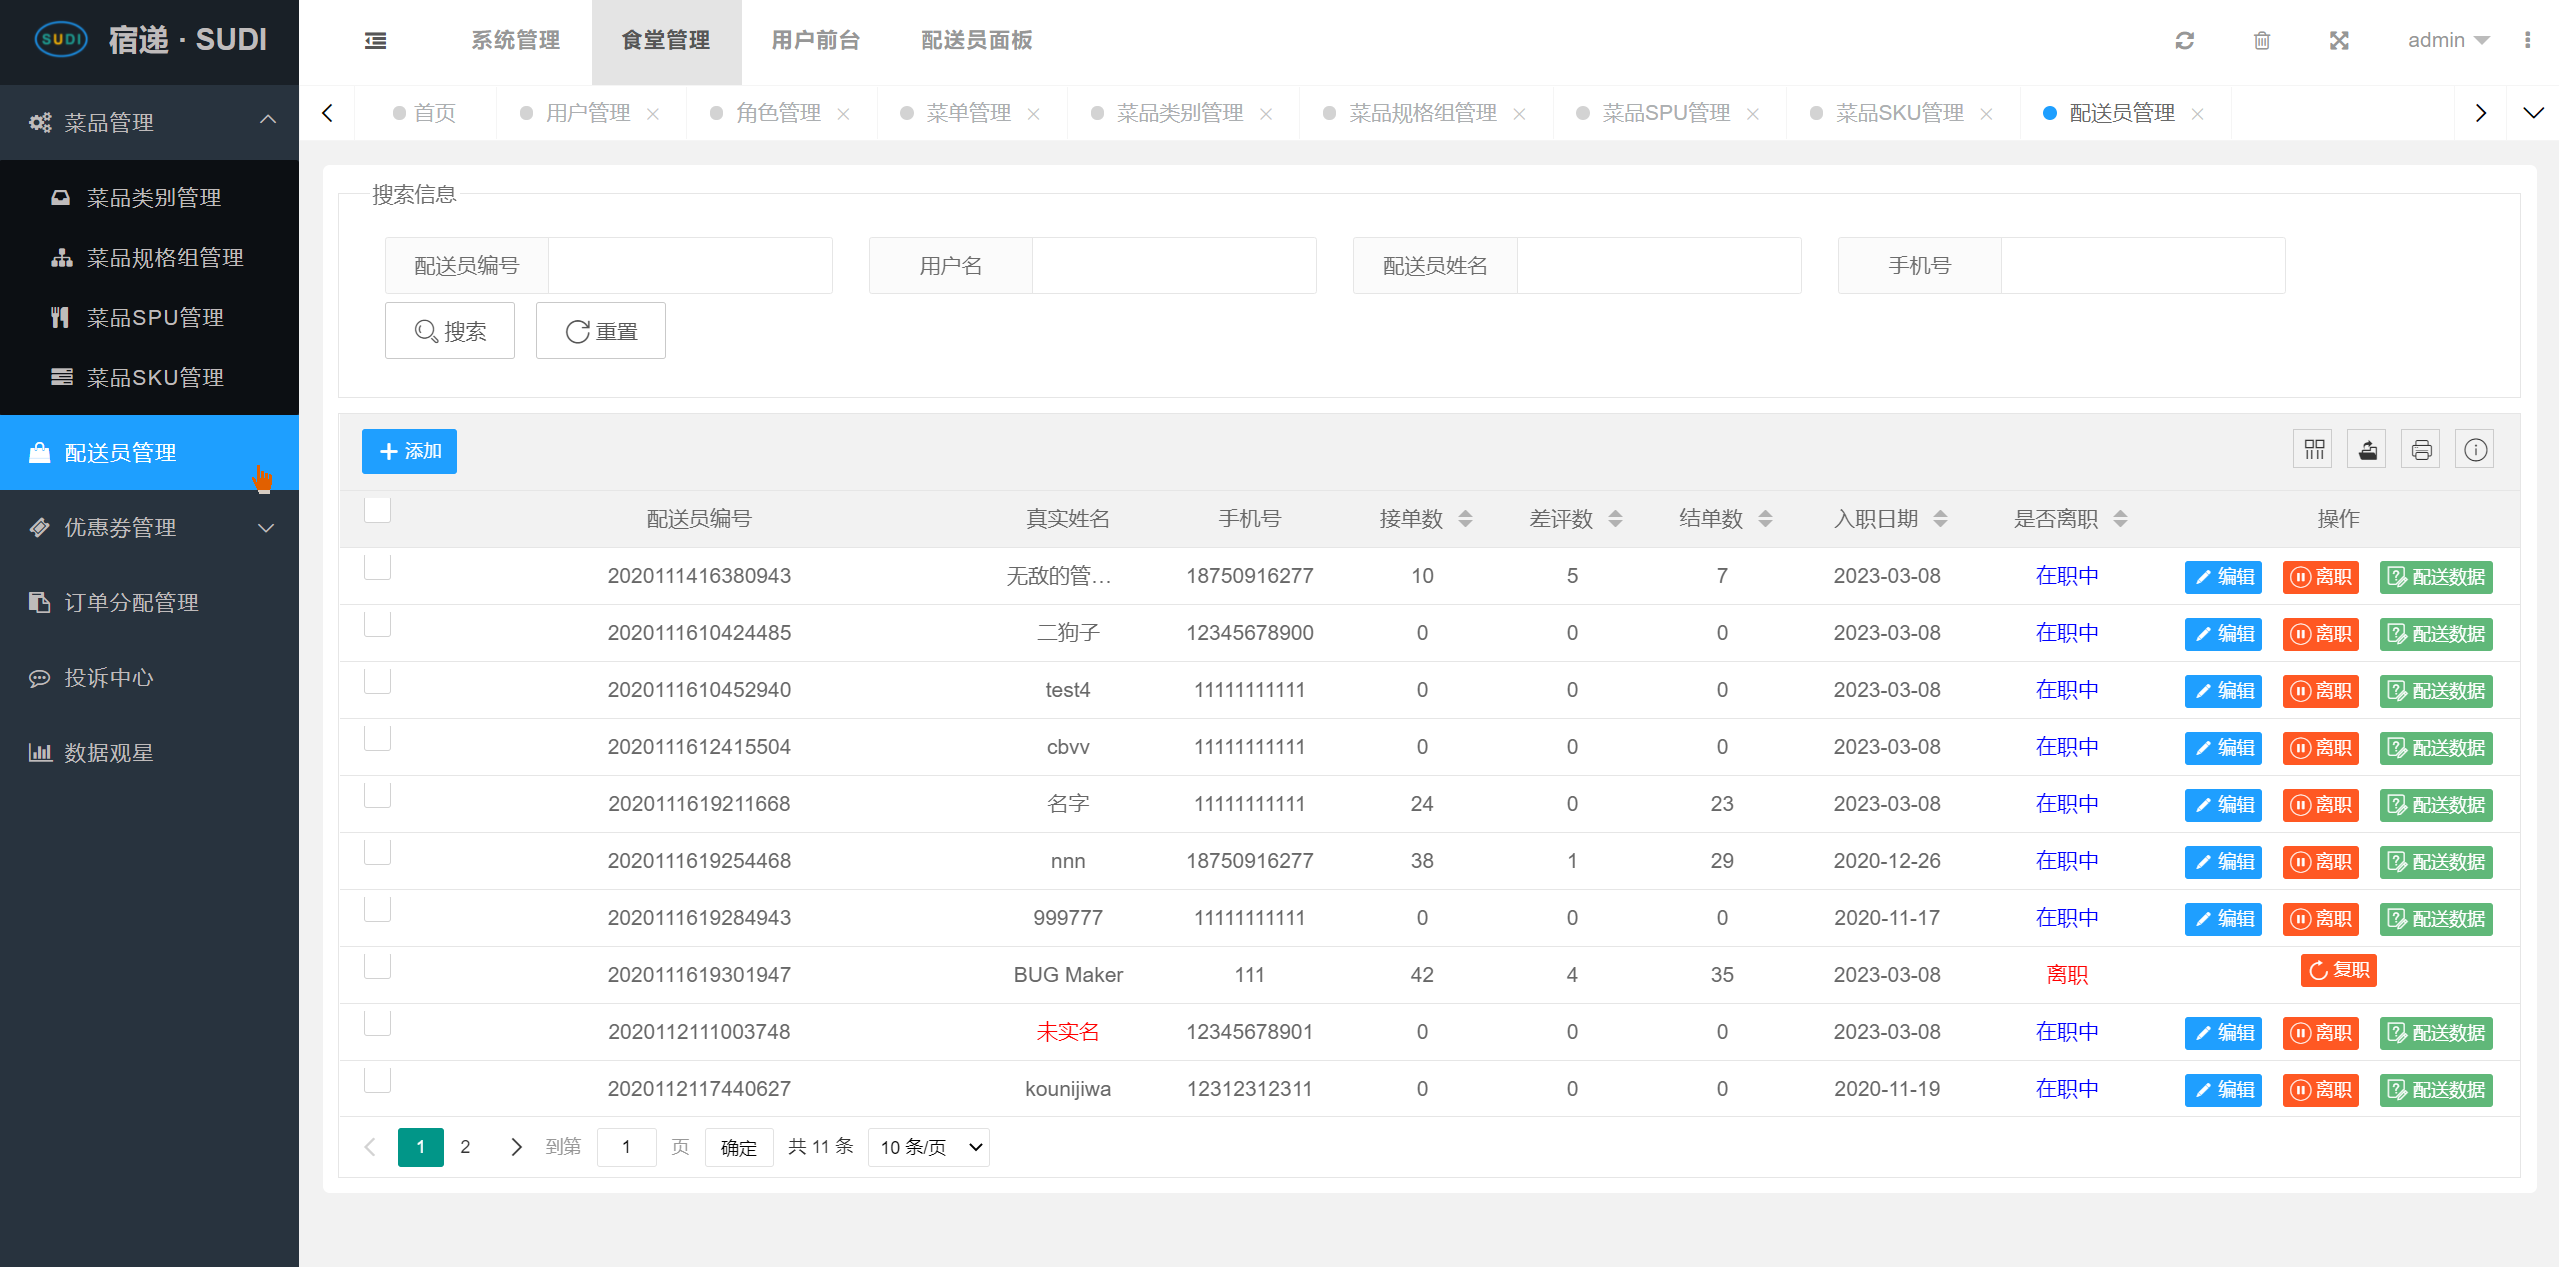 SUDI 宿递 · SUDI
系统管理 食堂管理 用户前台 配送员面板 admin
首页 用户管理 角色管理 菜单管理 菜品类别管理 菜品规格组管理 菜品SPU管理 菜品SKU管理 配送员管理
菜品管理
菜品类别管理
菜品规格组管理
菜品SPU管理
菜品SKU管理
配送员管理
优惠券管理
订单分配管理
投诉中心
数据观星
搜索信息
配送员编号 用户名 配送员姓名 手机号
搜索 重置
添加
配送员编号 真实姓名 手机号 接单数 差评数 结单数 入职日期 是否离职 操作
2020111416380943 无敌的管... 18750916277 10 5 7 2023-03-08 在职中 编辑 离职 配送数据
2020111610424485 二狗子 12345678900 0 0 0 2023-03-08 在职中 编辑 离职 配送数据
2020111610452940 test4 11111111111 0 0 0 2023-03-08 在职中 编辑 离职 配送数据
2020111612415504 cbvv 11111111111 0 0 0 2023-03-08 在职中 编辑 离职 配送数据
2020111619211668 名字 11111111111 24 0 23 2023-03-08 在职中 编辑 离职 配送数据
2020111619254468 nnn 18750916277 38 1 29 2020-12-26 在职中 编辑 离职 配送数据
2020111619284943 999777 11111111111 0 0 0 2020-11-17 在职中 编辑 离职 配送数据
2020111619301947 BUG Maker 111 42 4 35 2023-03-08 离职 复职
2020112111003748 未实名 12345678901 0 0 0 2023-03-08 在职中 编辑 离职 配送数据
2020112117440627 kounijiwa 12312312311 0 0 0 2020-11-19 在职中 编辑 离职 配送数据
1 2 到第 1 页 确定 共 11 条 10 条/页